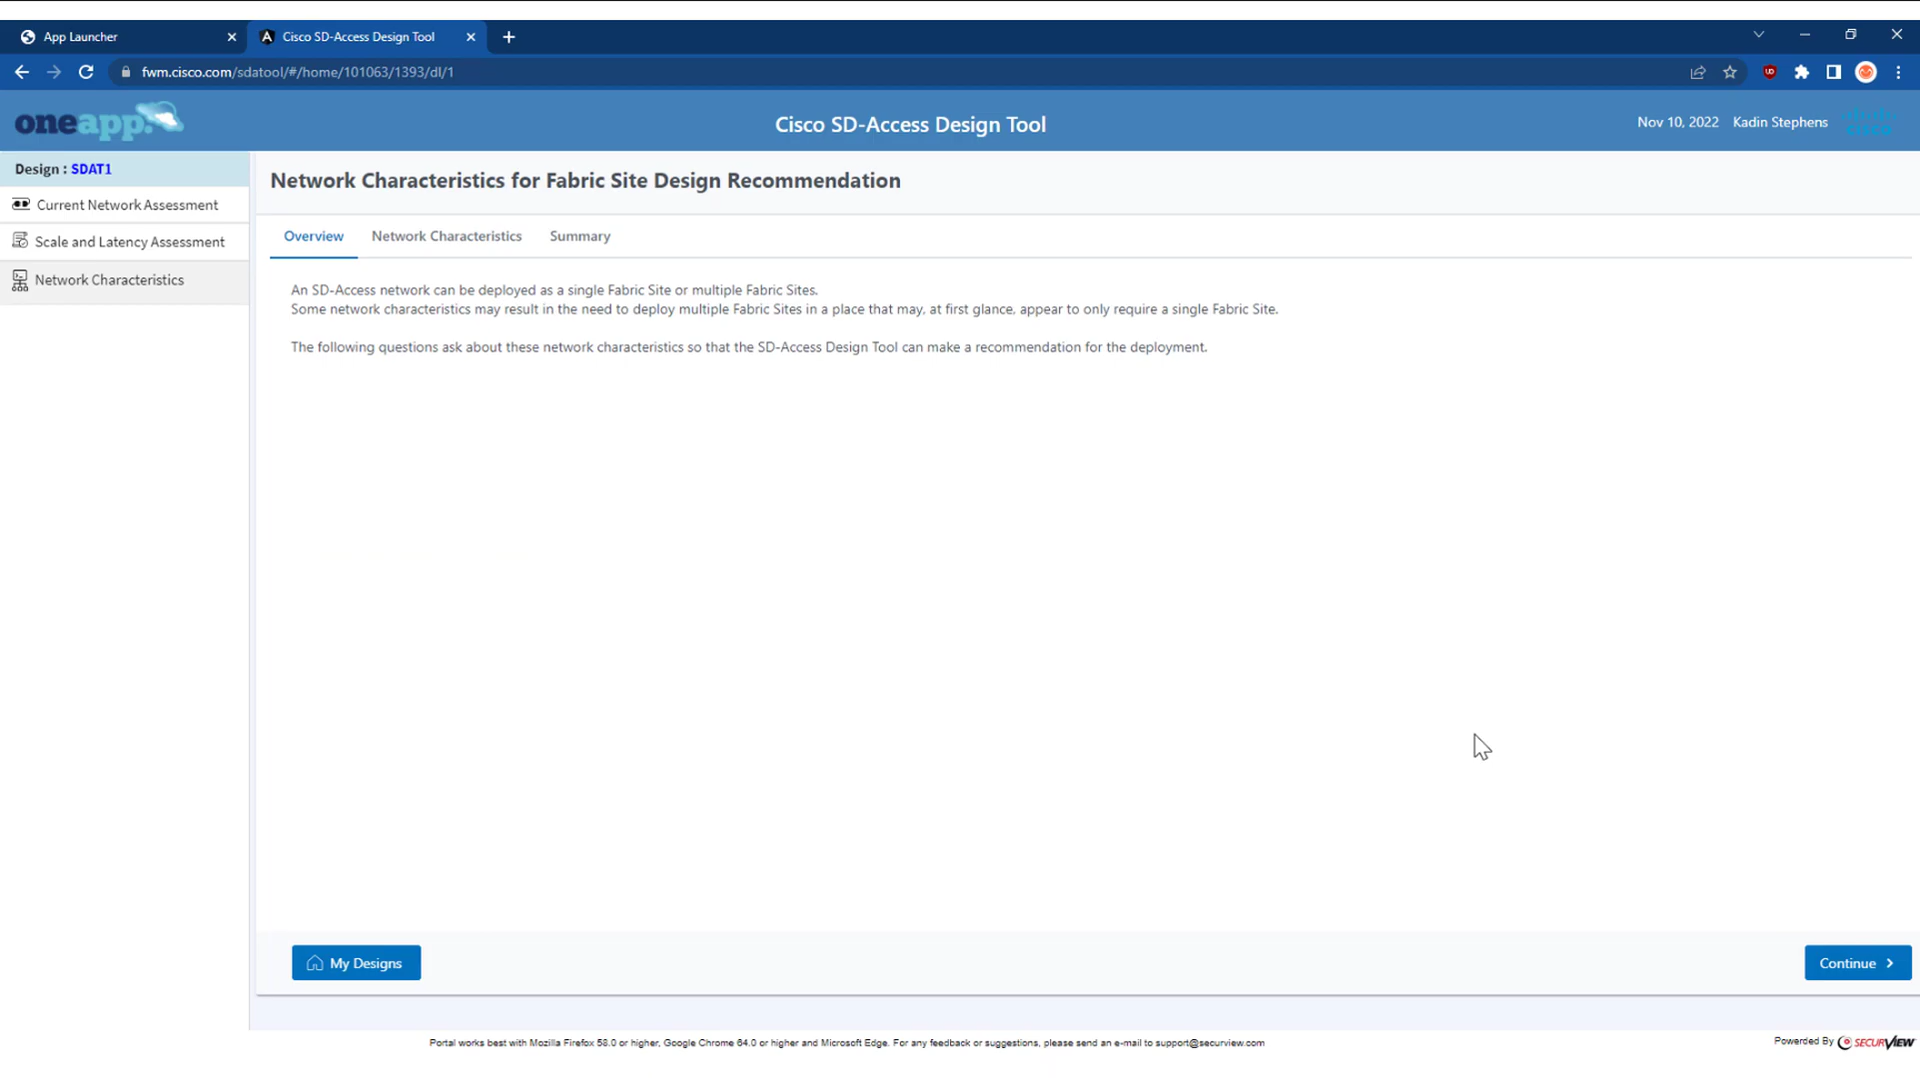 App Launcher
Cisco SD-Access Design Tool
fwm.cisco.com/sdatool/#/home/101063/1393/dl/1
oneapp.
Cisco SD-Access Design Tool
Nov 10, 2022 Kadin Stephens
cisco
Design : SDAT1
Current Network Assessment
Scale and Latency Assessment
Network Characteristics
Network Characteristics for Fabric Site Design Recommendation
Overview Network Characteristics Summary
An SD-Access network can be deployed as a single Fabric Site or multiple Fabric Sites.
Some network characteristics may result in the need to deploy multiple Fabric Sites in a place that may, at first glance, appear to only require a single Fabric Site.
The following questions ask about these network characteristics so that the SD-Access Design Tool can make a recommendation for the deployment.
My Designs
Continue
Portal works best with Mozilla Firefox 58.0 or higher, Google Chrome 64.0 or higher and Microsoft Edge. For any feedback or suggestions, please send an e-mail to support@securview.com
Powered By SECURVIEW